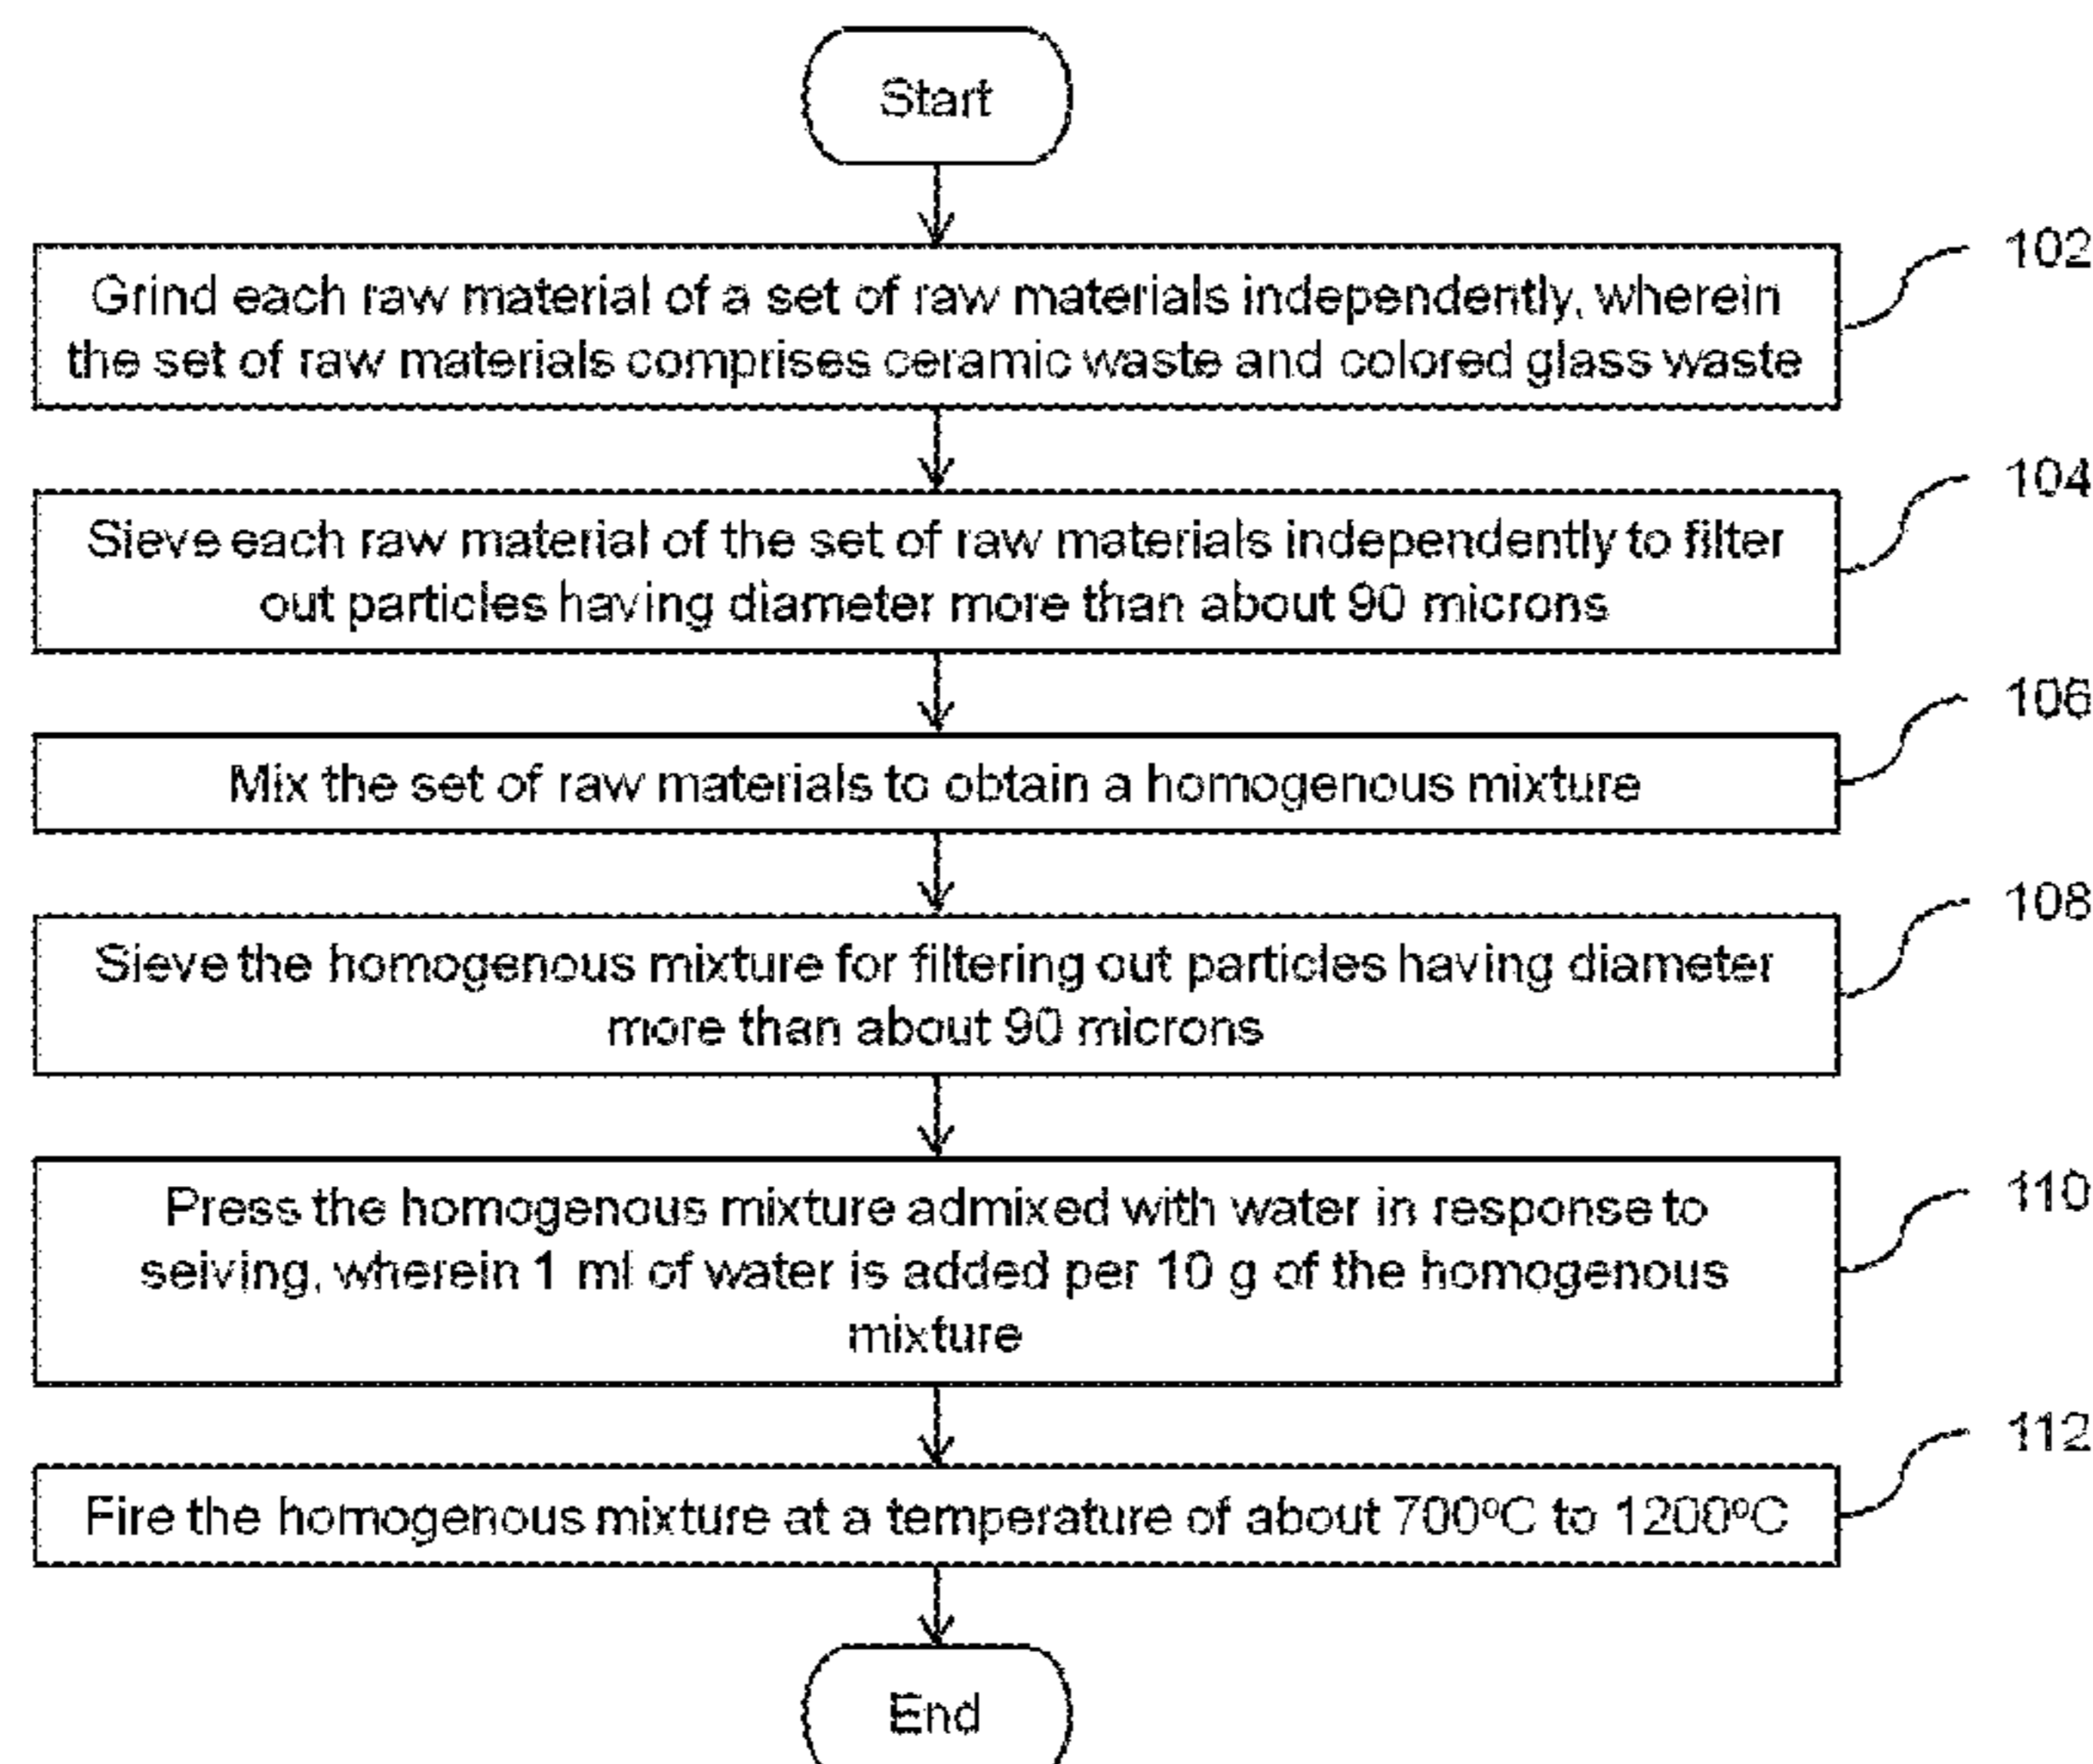 Start
102
Grind each raw material of a set of raw materials independently, wherein
the set of raw materials comprises ceramic waste and colored glass waste
104
Sieve each raw material of the set of raw materials independently to filter
out particles having diameter more than about 90 microns
106
Mix the set of raw materials to obtain a homogenous mixture
108
Sieve the homogenous mixture for filtering out particles having diameter
more than about 90 microns
110
Press the homogenous mixture admixed with water in response to
seiving, wherein 1 ml of water is added per 10 g of the homogenous
mixture
112
Fire the homogenous mixture at a temperature of about 700ºC to 1200ºC
End